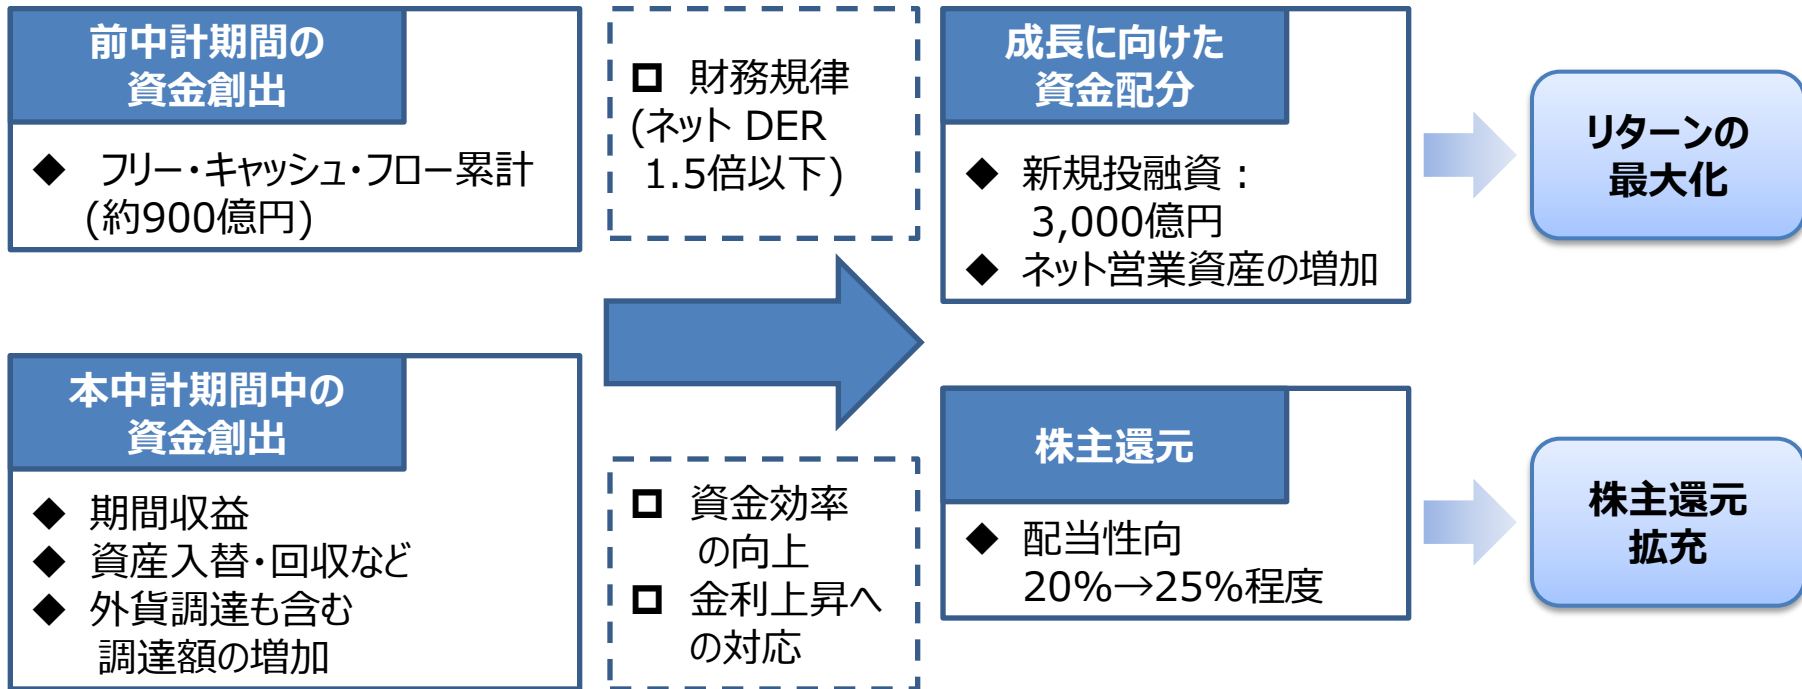 前中計期間の
資金創出
◆ フリー・キャッシュ・フロー累計
(約900億円)
本中計期間中の
資金創出
◆ 期間収益
◆ 資産入替・回収など
◆ 外貨調達も含む
調達額の増加
□ 財務規律
(ネット DER
1.5倍以下)
□ 資金効率
の向上
□ 金利上昇へ
の対応
成長に向けた
資金配分
◆ 新規投融資：
3,000億円
◆ ネット営業資産の増加
株主還元
◆ 配当性向
20%→25%程度
リターンの
最大化
株主還元
拡充